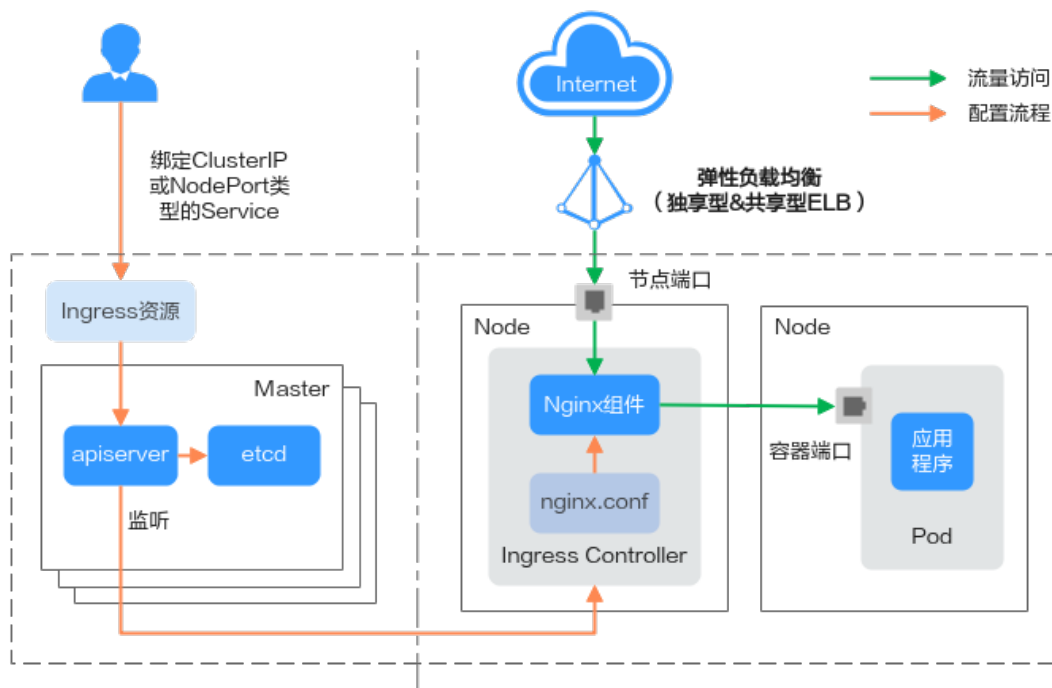 Internet
流量访问
配置流程
绑定ClusterIP
或NodePort类
型的Service
弹性负载均衡
（独享型&共享型ELB）
节点端口
Ingress资源
Node
Node
Master
Nginx组件
apiserver
etcd
容器端口
应用
程序
nginx.conf
监听
Pod
Ingress Controller